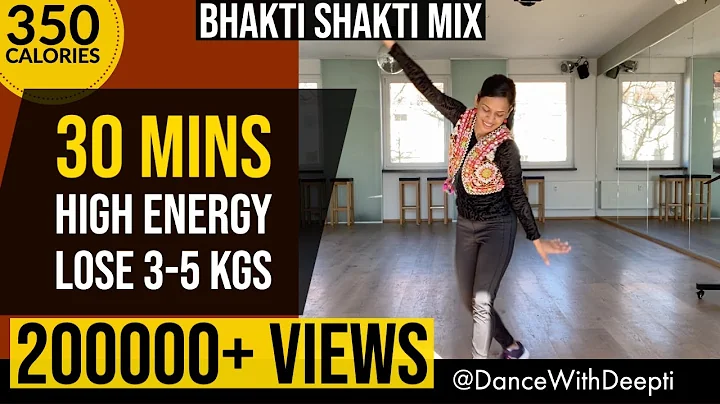 350
CALORIES
BHAKTI SHAKTI MIX
30 MINS
HIGH ENERGY
LOSE 3-5 KGS
200000+ VIEWS
@DanceWithDeepti